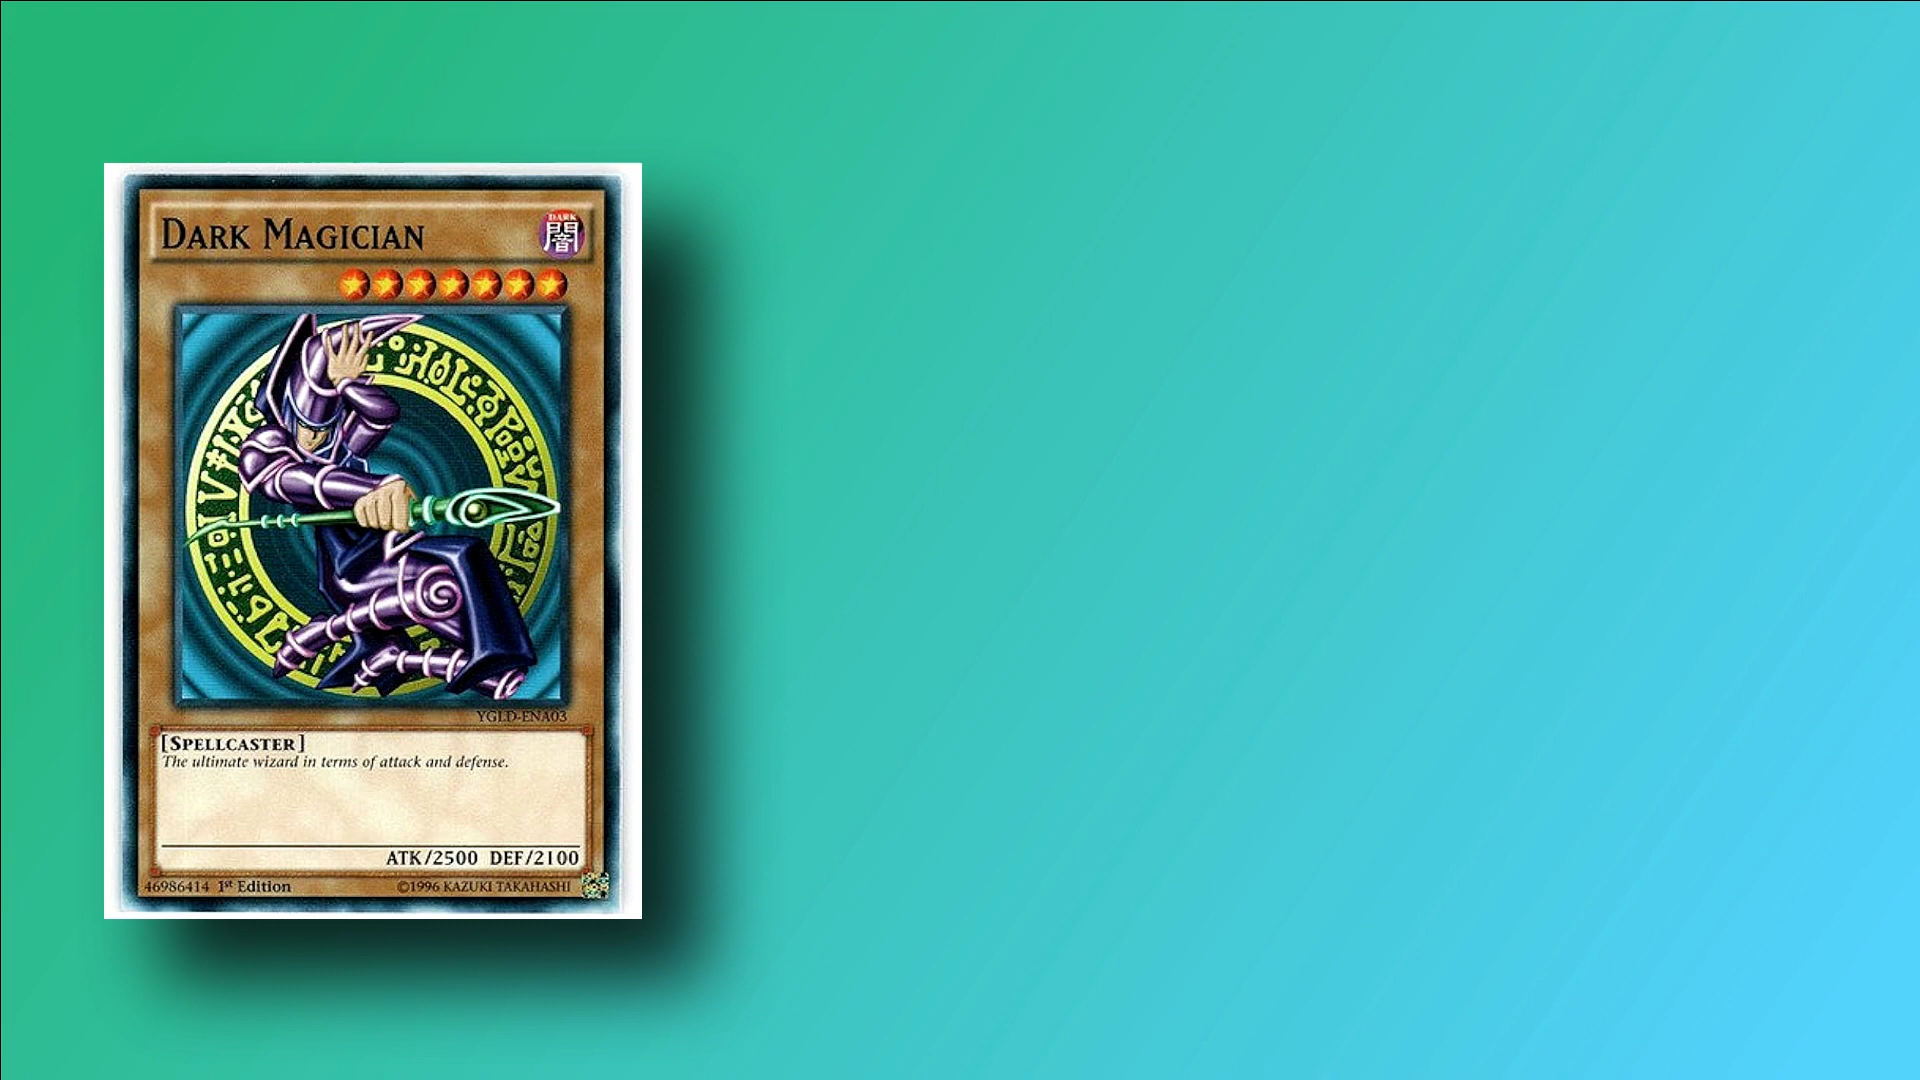 DARK MAGICIAN
DARK
闇
YGLD-ENA03
[SPELLCASTER]
The ultimate wizard in terms of attack and defense.
ATK/2500 DEF/2100
46986414 1st Edition ©1996 KAZUKI TAKAHASHI